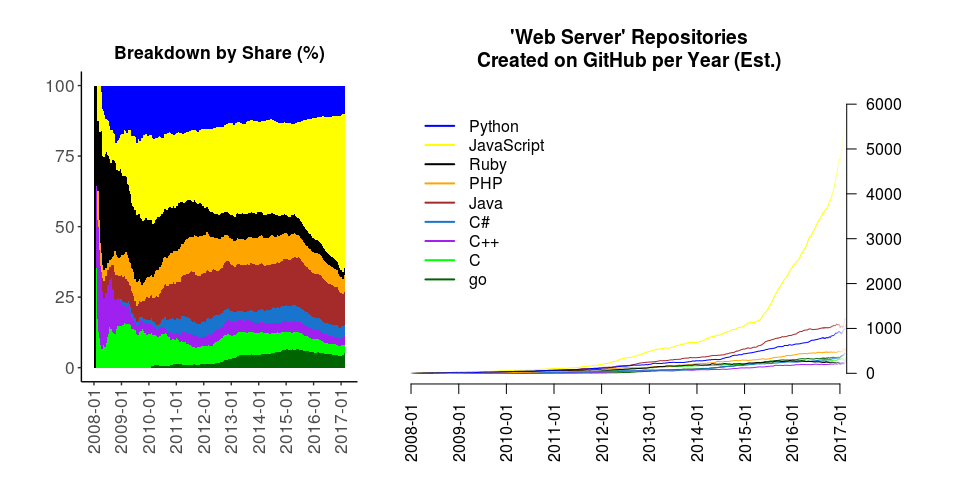 Breakdown by Share (%)
100
75
50
25
0
2008-01
2009-01
2010-01
2011-01
2012-01
2013-01
2014-01
2015-01
2016-01
2017-01
'Web Server' Repositories
Created on GitHub per Year (Est.)
Python
JavaScript
Ruby
PHP
Java
C#
C++
C
go
6000
5000
4000
3000
2000
1000
0
2008-01
2009-01
2010-01
2011-01
2012-01
2013-01
2014-01
2015-01
2016-01
2017-01